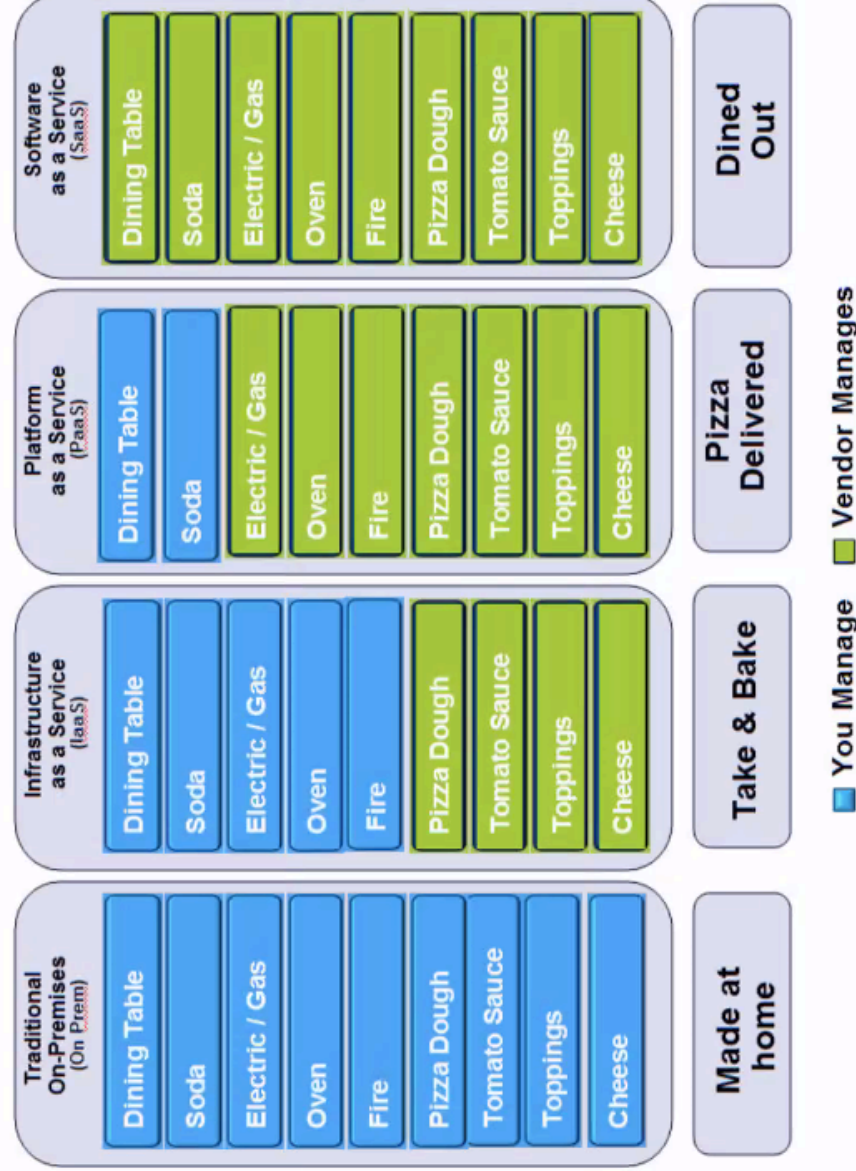 Traditional
On-Premises
(On Prem)
Dining Table
Soda
Electric / Gas
Oven
Fire
Pizza Dough
Tomato Sauce
Toppings
Cheese
Made at
home
Infrastructure
as a Service
(IaaS)
Dining Table
Soda
Electric / Gas
Oven
Fire
Pizza Dough
Tomato Sauce
Toppings
Cheese
Take & Bake
Platform
as a Service
(PaaS)
Dining Table
Soda
Electric / Gas
Oven
Fire
Pizza Dough
Tomato Sauce
Toppings
Cheese
Pizza
Delivered
Software
as a Service
(SaaS)
Dining Table
Soda
Electric / Gas
Oven
Fire
Pizza Dough
Tomato Sauce
Toppings
Cheese
Dined
Out
You Manage
Vendor Manages